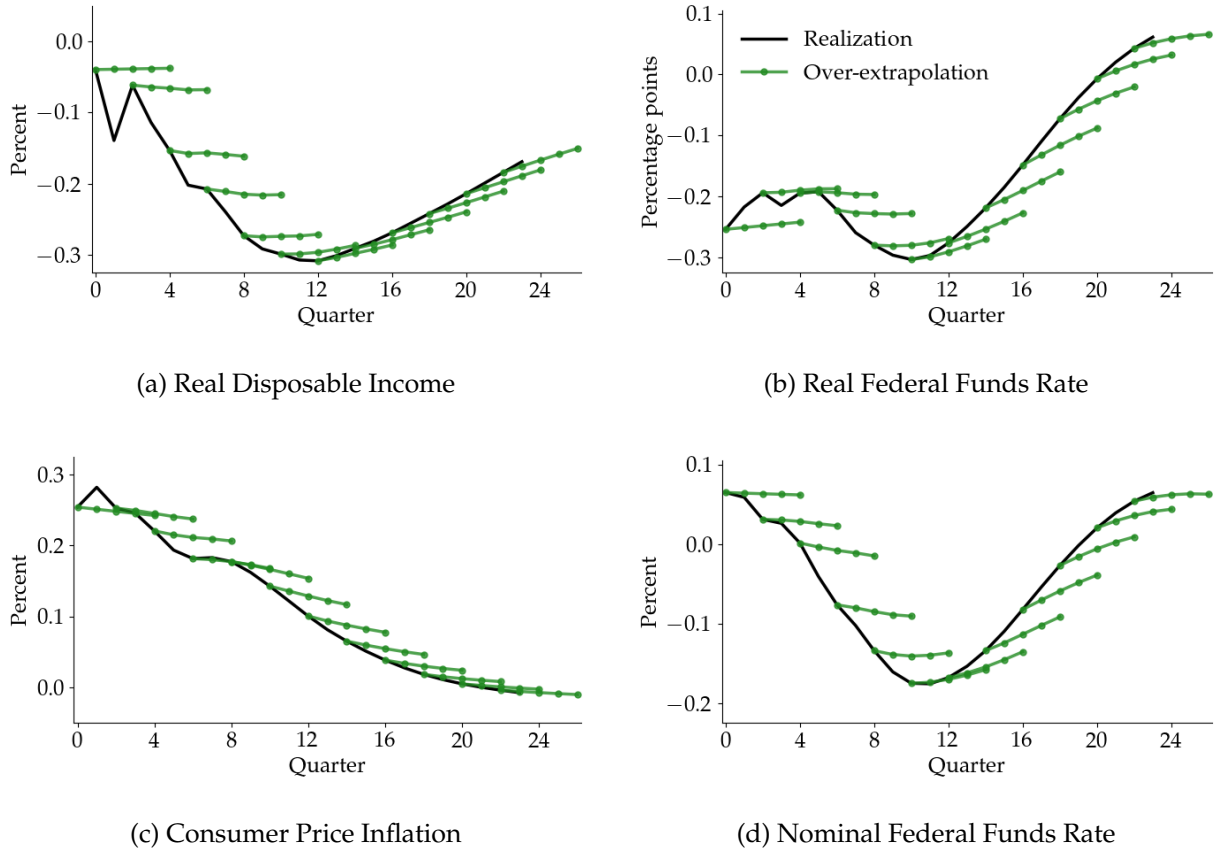 0.0
−0.1
−0.2
−0.3
Percent
0 4 8 12 16 20 24
Quarter
(a) Real Disposable Income
0.1
0.0
−0.1
−0.2
−0.3
Percentage points
Realization
Over-extrapolation
0 4 8 12 16 20 24
Quarter
(b) Real Federal Funds Rate
0.3
0.2
0.1
0.0
Percent
0 4 8 12 16 20 24
Quarter
(c) Consumer Price Inflation
0.1
0.0
−0.1
−0.2
Percent
0 4 8 12 16 20 24
Quarter
(d) Nominal Federal Funds Rate